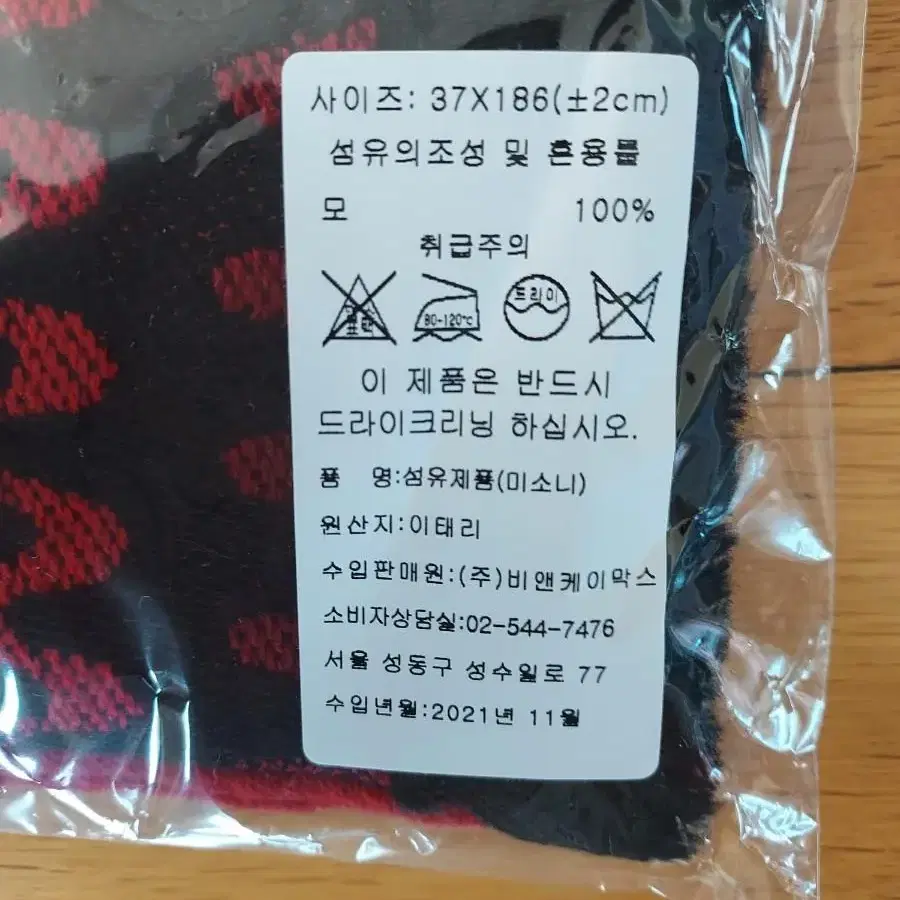 사이즈: 37X186(±2cm)
섬유의조성 및 혼용률
모 100%
취급주의
표백 80-120℃ 드라이
이 제품은 반드시
드라이크리닝 하십시오.
품 명:섬유제품(미소니)
원산지:이태리
수입판매원:(주)비앤케이막스
소비자상담실:02-544-7476
서울 성동구 성수일로 77
수입년월:2021년 11월